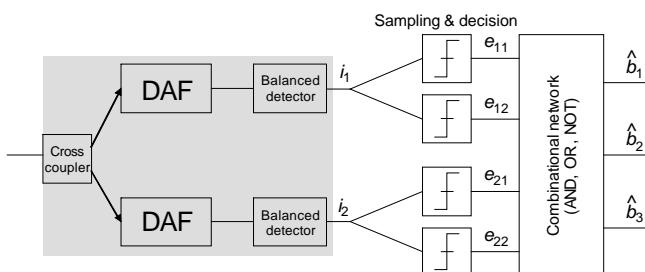 Sampling & decision
DAF
Balanced
detector
i1
e11
e12
b̂1
Cross
coupler
Combinational network
(AND, OR, NOT)
b̂2
DAF
Balanced
detector
i2
e21
e22
b̂3